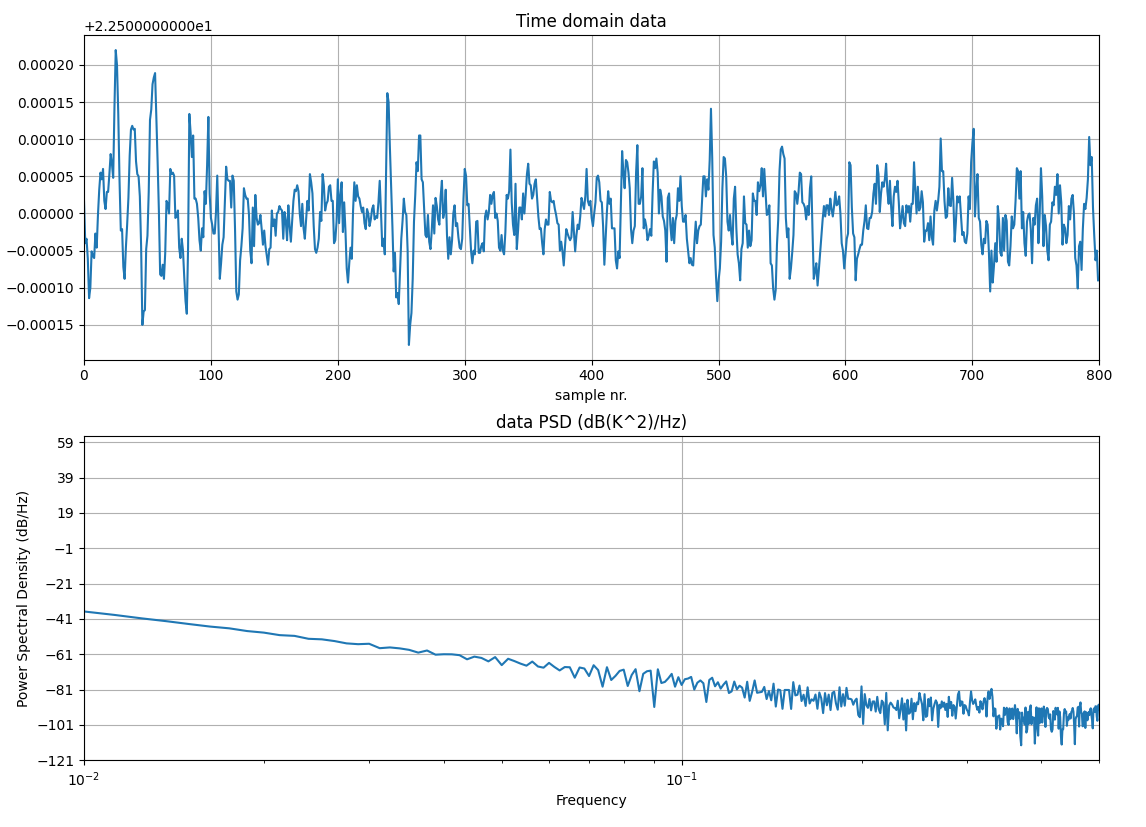 Time domain data
+2.2500000000e1
0.00020
0.00015
0.00010
0.00005
0.00000
−0.00005
−0.00010
−0.00015
0 100 200 300 400 500 600 700 800
sample nr.
data PSD (dB(K^2)/Hz)
Power Spectral Density (dB/Hz)
59
39
19
−1
−21
−41
−61
−81
−101
−121
10⁻² 10⁻¹
Frequency